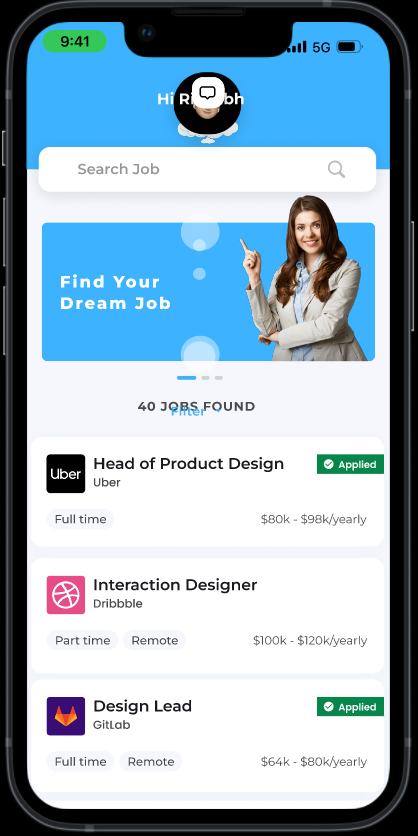 9:41
5G
Hi
Search Job
Find Your
Dream Job
40 JOBS FOUND
Filter
Uber
Head of Product Design
Applied
Uber
Full time
$80k - $98k/yearly
Interaction Designer
Dribbble
Part time
Remote
$100k - $120k/yearly
Design Lead
Applied
GitLab
Full time
Remote
$64k - $80k/yearly